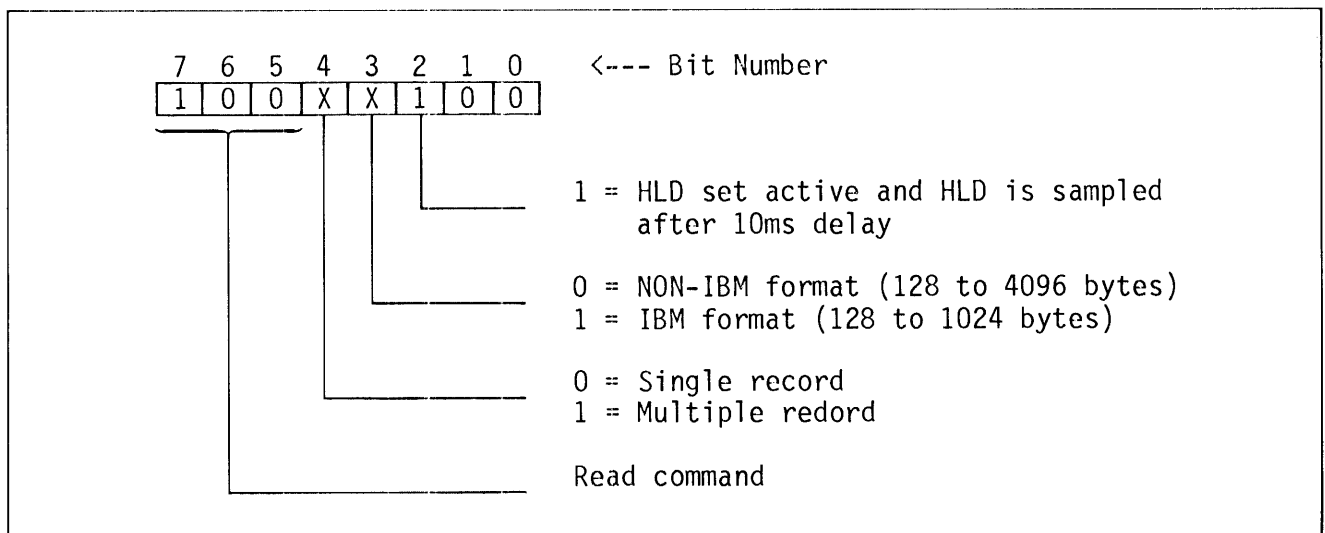 7 6 5 4 3 2 1 0 <--- Bit Number
1 0 0 X X 1 0 0
1 = HLD set active and HLD is sampled
after 10ms delay
0 = NON-IBM format (128 to 4096 bytes)
1 = IBM format (128 to 1024 bytes)
0 = Single record
1 = Multiple redord
Read command